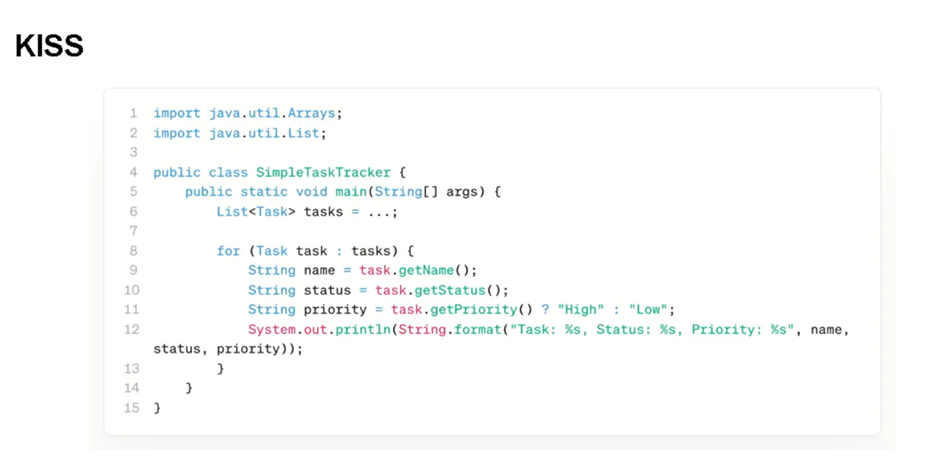 KISS
1 import java.util.Arrays;
2 import java.util.List;
3
4 public class SimpleTaskTracker {
5     public static void main(String[] args) {
6         List<Task> tasks = ...;
7
8         for (Task task : tasks) {
9             String name = task.getName();
10             String status = task.getStatus();
11             String priority = task.getPriority() ? "High" : "Low";
12             System.out.println(String.format("Task: %s, Status: %s, Priority: %s", name,
status, priority));
13         }
14     }
15 }